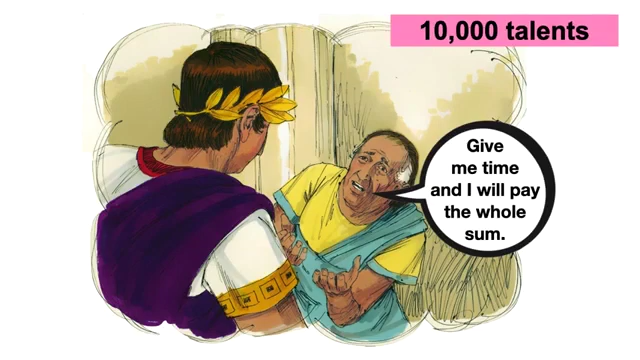 10,000 talents
Give
me time
and I will pay
the whole
sum.